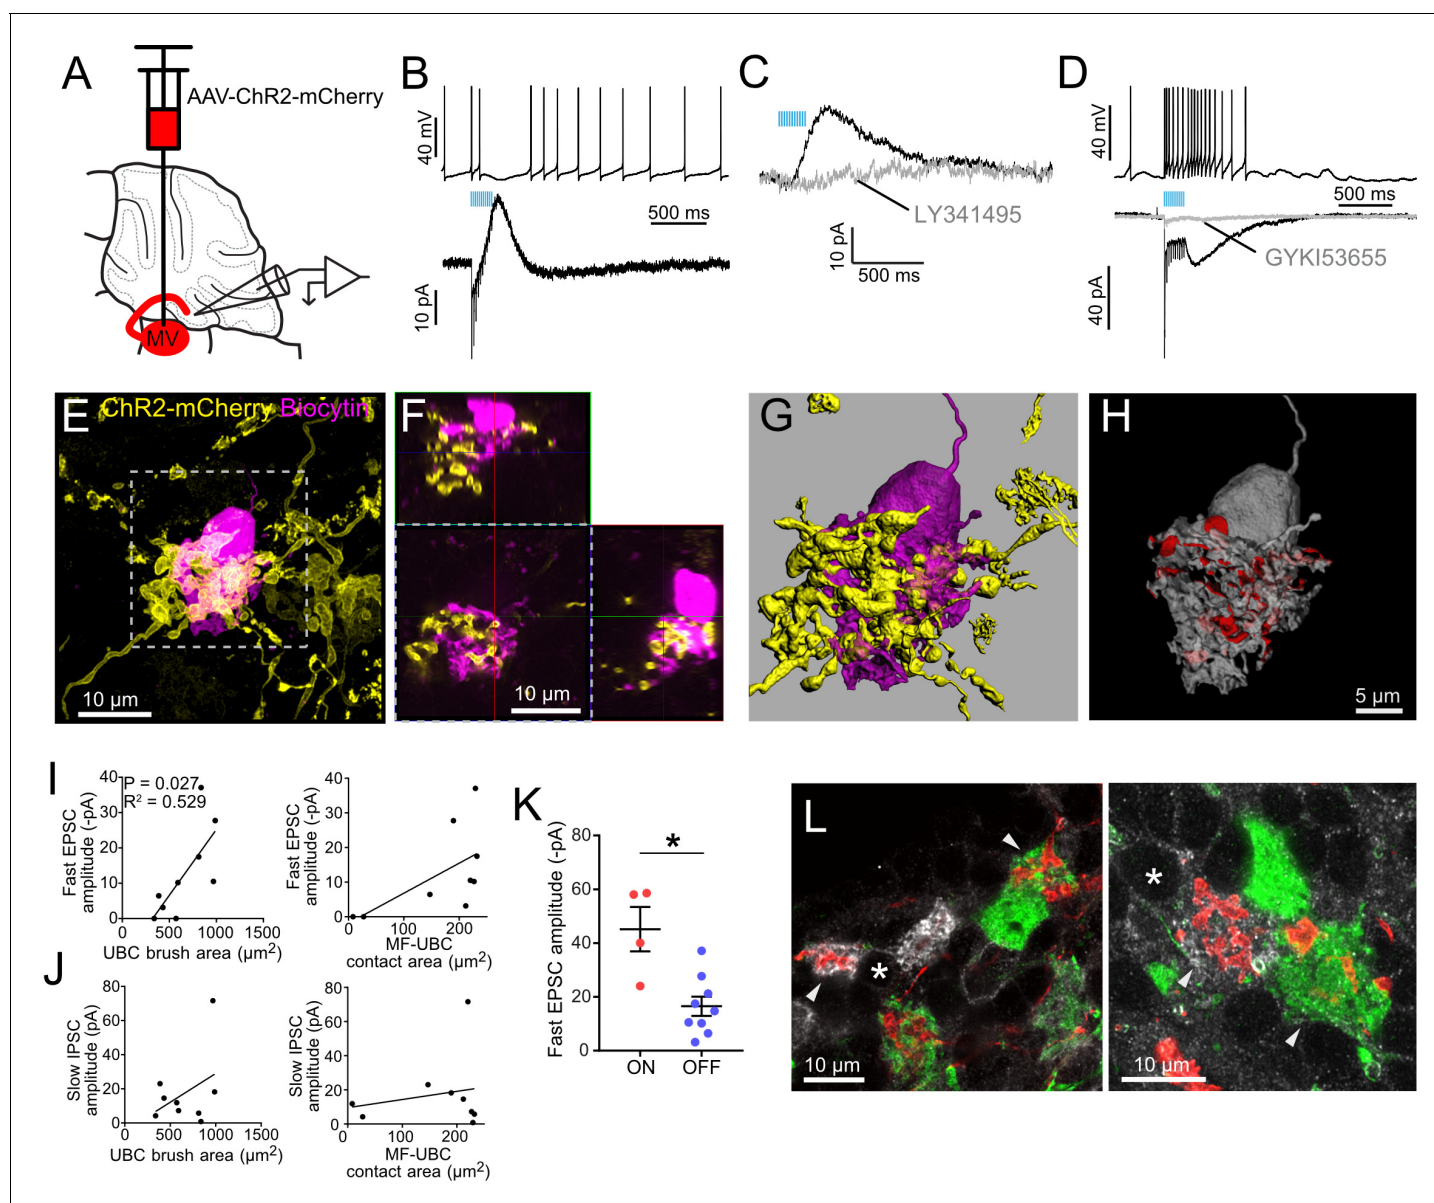 A
AAV-ChR2-mCherry
MV
B
40 mV
500 ms
10 pA
C
LY341495
10 pA
500 ms
D
40 mV
500 ms
GYKI53655
40 pA
E ChR2-mCherry Biocytin
10 µm
F
10 µm
G
H
5 µm
I
Fast EPSC
amplitude (-pA)
40
30
20
10
0
P = 0.027
R² = 0.529
0 500 1000 1500
UBC brush area (µm²)
Fast EPSC
amplitude (-pA)
40
30
20
10
0
0 100 200
MF-UBC
contact area (µm²)
J
Slow IPSC
amplitude (pA)
80
60
40
20
0
0 500 1000 1500
UBC brush area (µm²)
Slow IPSC
amplitude (pA)
80
60
40
20
0
0 100 200
MF-UBC
contact area (µm²)
K
Fast EPSC amplitude (-pA)
80
60
40
20
0
*
ON OFF
L
*
10 µm
*
10 µm